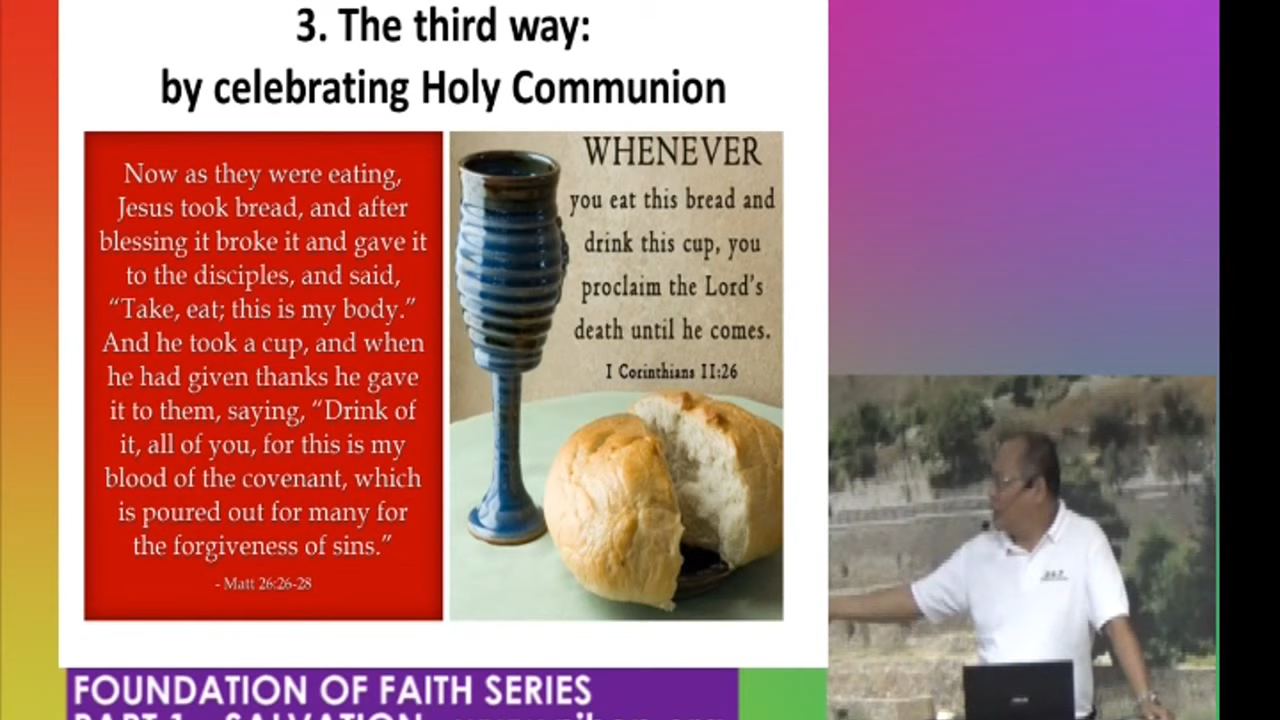 3. The third way:
by celebrating Holy Communion
Now as they were eating,
Jesus took bread, and after
blessing it broke it and gave it
to the disciples, and said,
“Take, eat; this is my body.”
And he took a cup, and when
he had given thanks he gave
it to them, saying, “Drink of
it, all of you, for this is my
blood of the covenant, which
is poured out for many for
the forgiveness of sins.”
- Matt 26:26-28
WHENEVER
you eat this bread and
drink this cup, you
proclaim the Lord's
death until he comes.
I Corinthians 11:26
FOUNDATION OF FAITH SERIES
PART 1 - SALVATION